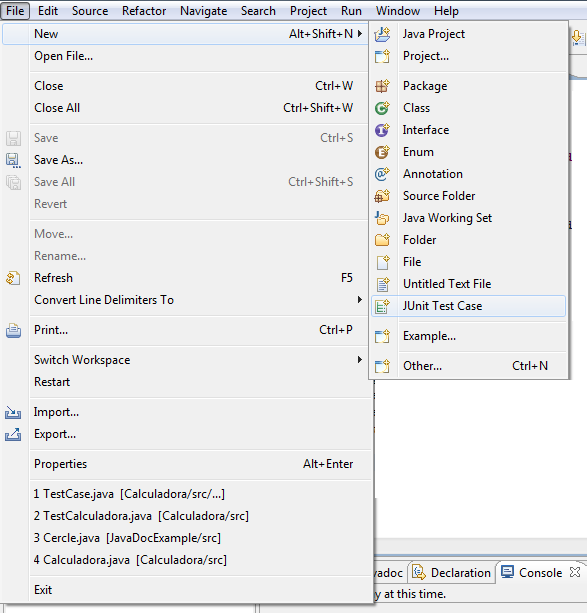 File Edit Source Refactor Navigate Search Project Run Window Help
New Alt+Shift+N
Open File...
Close Ctrl+W
Close All Ctrl+Shift+W
Save Ctrl+S
Save As...
Save All Ctrl+Shift+S
Revert
Move...
Rename...
Refresh F5
Convert Line Delimiters To
Print... Ctrl+P
Switch Workspace
Restart
Import...
Export...
Properties Alt+Enter
1 TestCase.java [Calculadora/src/...]
2 TestCalculadora.java [Calculadora/src]
3 Cercle.java [JavaDocExample/src]
4 Calculadora.java [Calculadora/src]
Exit
Java Project
Project...
Package
Class
Interface
Enum
Annotation
Source Folder
Java Working Set
Folder
File
Untitled Text File
JUnit Test Case
Example...
Other... Ctrl+N
vadoc Declaration Console
y at this time.